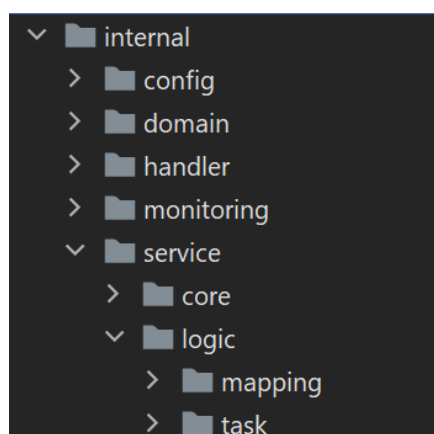 internal
config
domain
handler
monitoring
service
core
logic
mapping
task